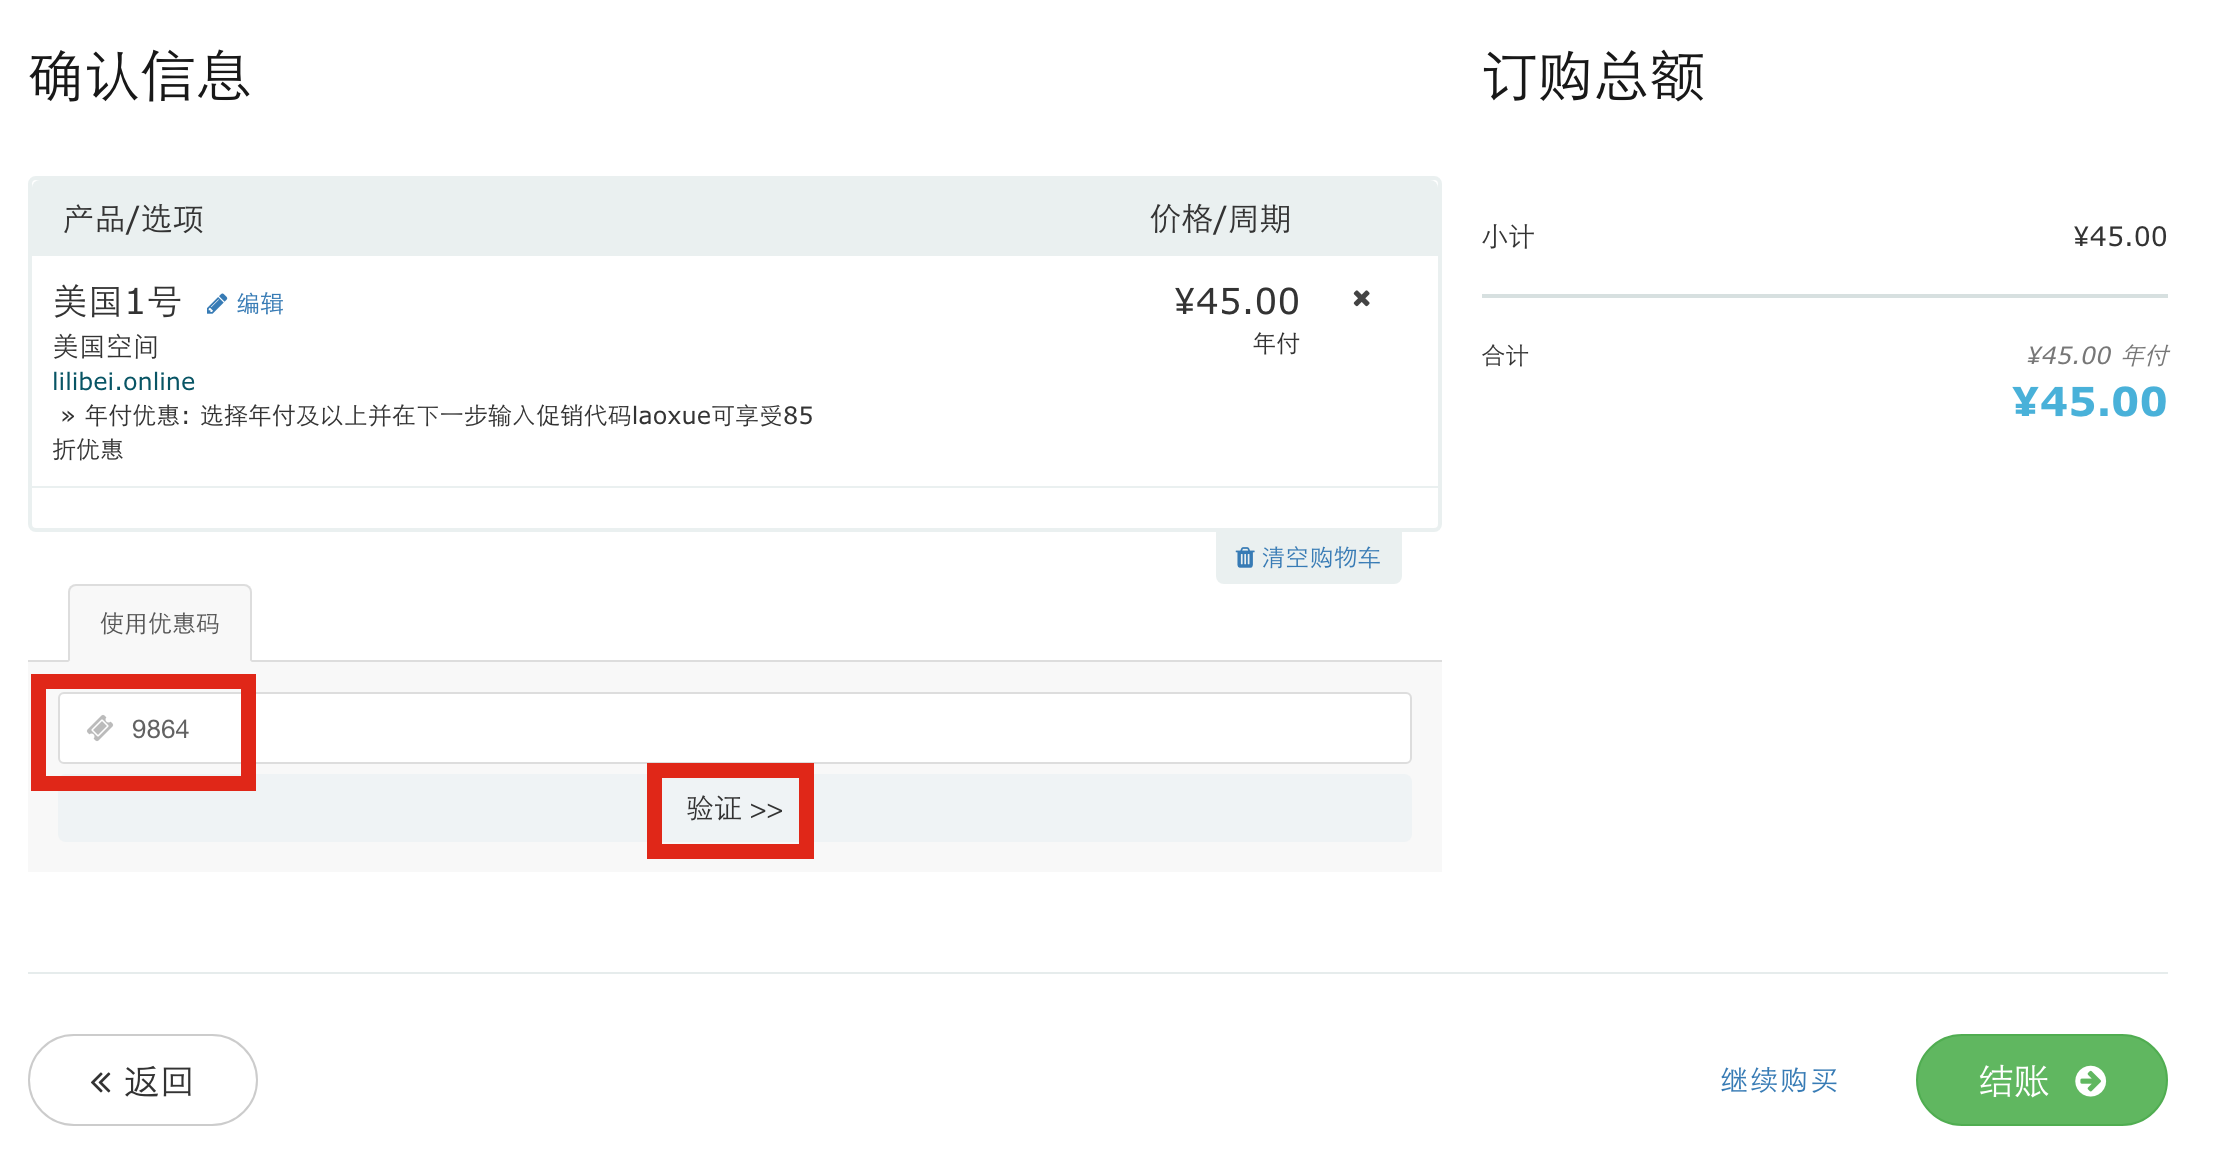 确认信息
产品/选项 价格/周期
美国1号 编辑 ¥45.00
美国空间 年付
lilibei.online
» 年付优惠: 选择年付及以上并在下一步输入促销代码laoxue可享受85
折优惠
清空购物车
使用优惠码
9864
验证 >>
订购总额
小计 ¥45.00
合计 ¥45.00 年付
¥45.00
« 返回
继续购买
结账